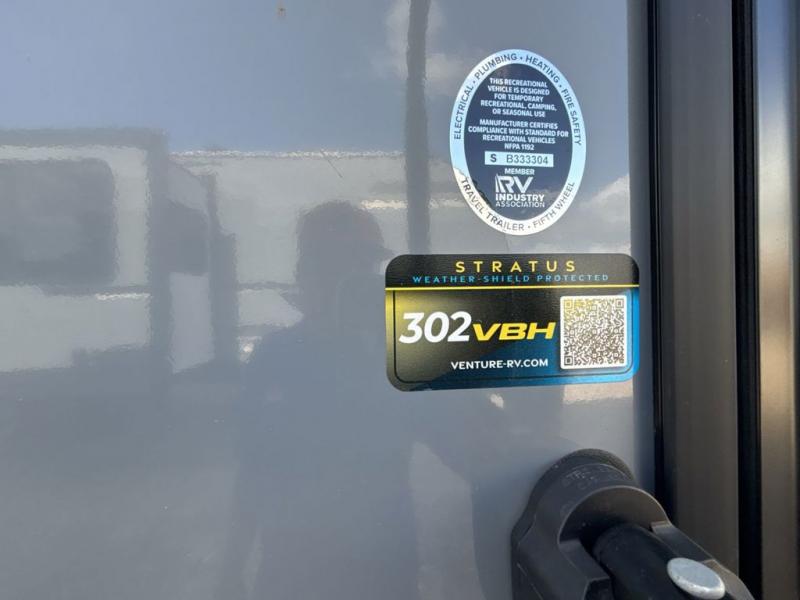 ELECTRICAL • PLUMBING • HEATING • FIRE SAFETY
THIS RECREATIONAL
VEHICLE IS DESIGNED
FOR TEMPORARY
RECREATIONAL, CAMPING,
OR SEASONAL USE
MANUFACTURER CERTIFIES
COMPLIANCE WITH STANDARD FOR
RECREATIONAL VEHICLES
NFPA 1192
S B333304
MEMBER
RV
INDUSTRY
ASSOCIATION
TRAVEL TRAILER • FIFTH WHEEL
STRATUS
WEATHER-SHIELD PROTECTED
302VBH
VENTURE-RV.COM